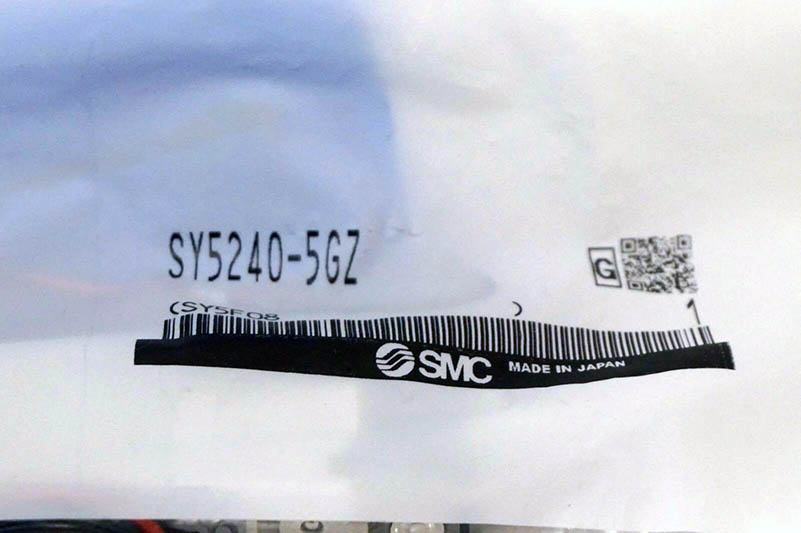 SY5240-5GZ
G
(SY5F08 )
1
SMC MADE IN JAPAN